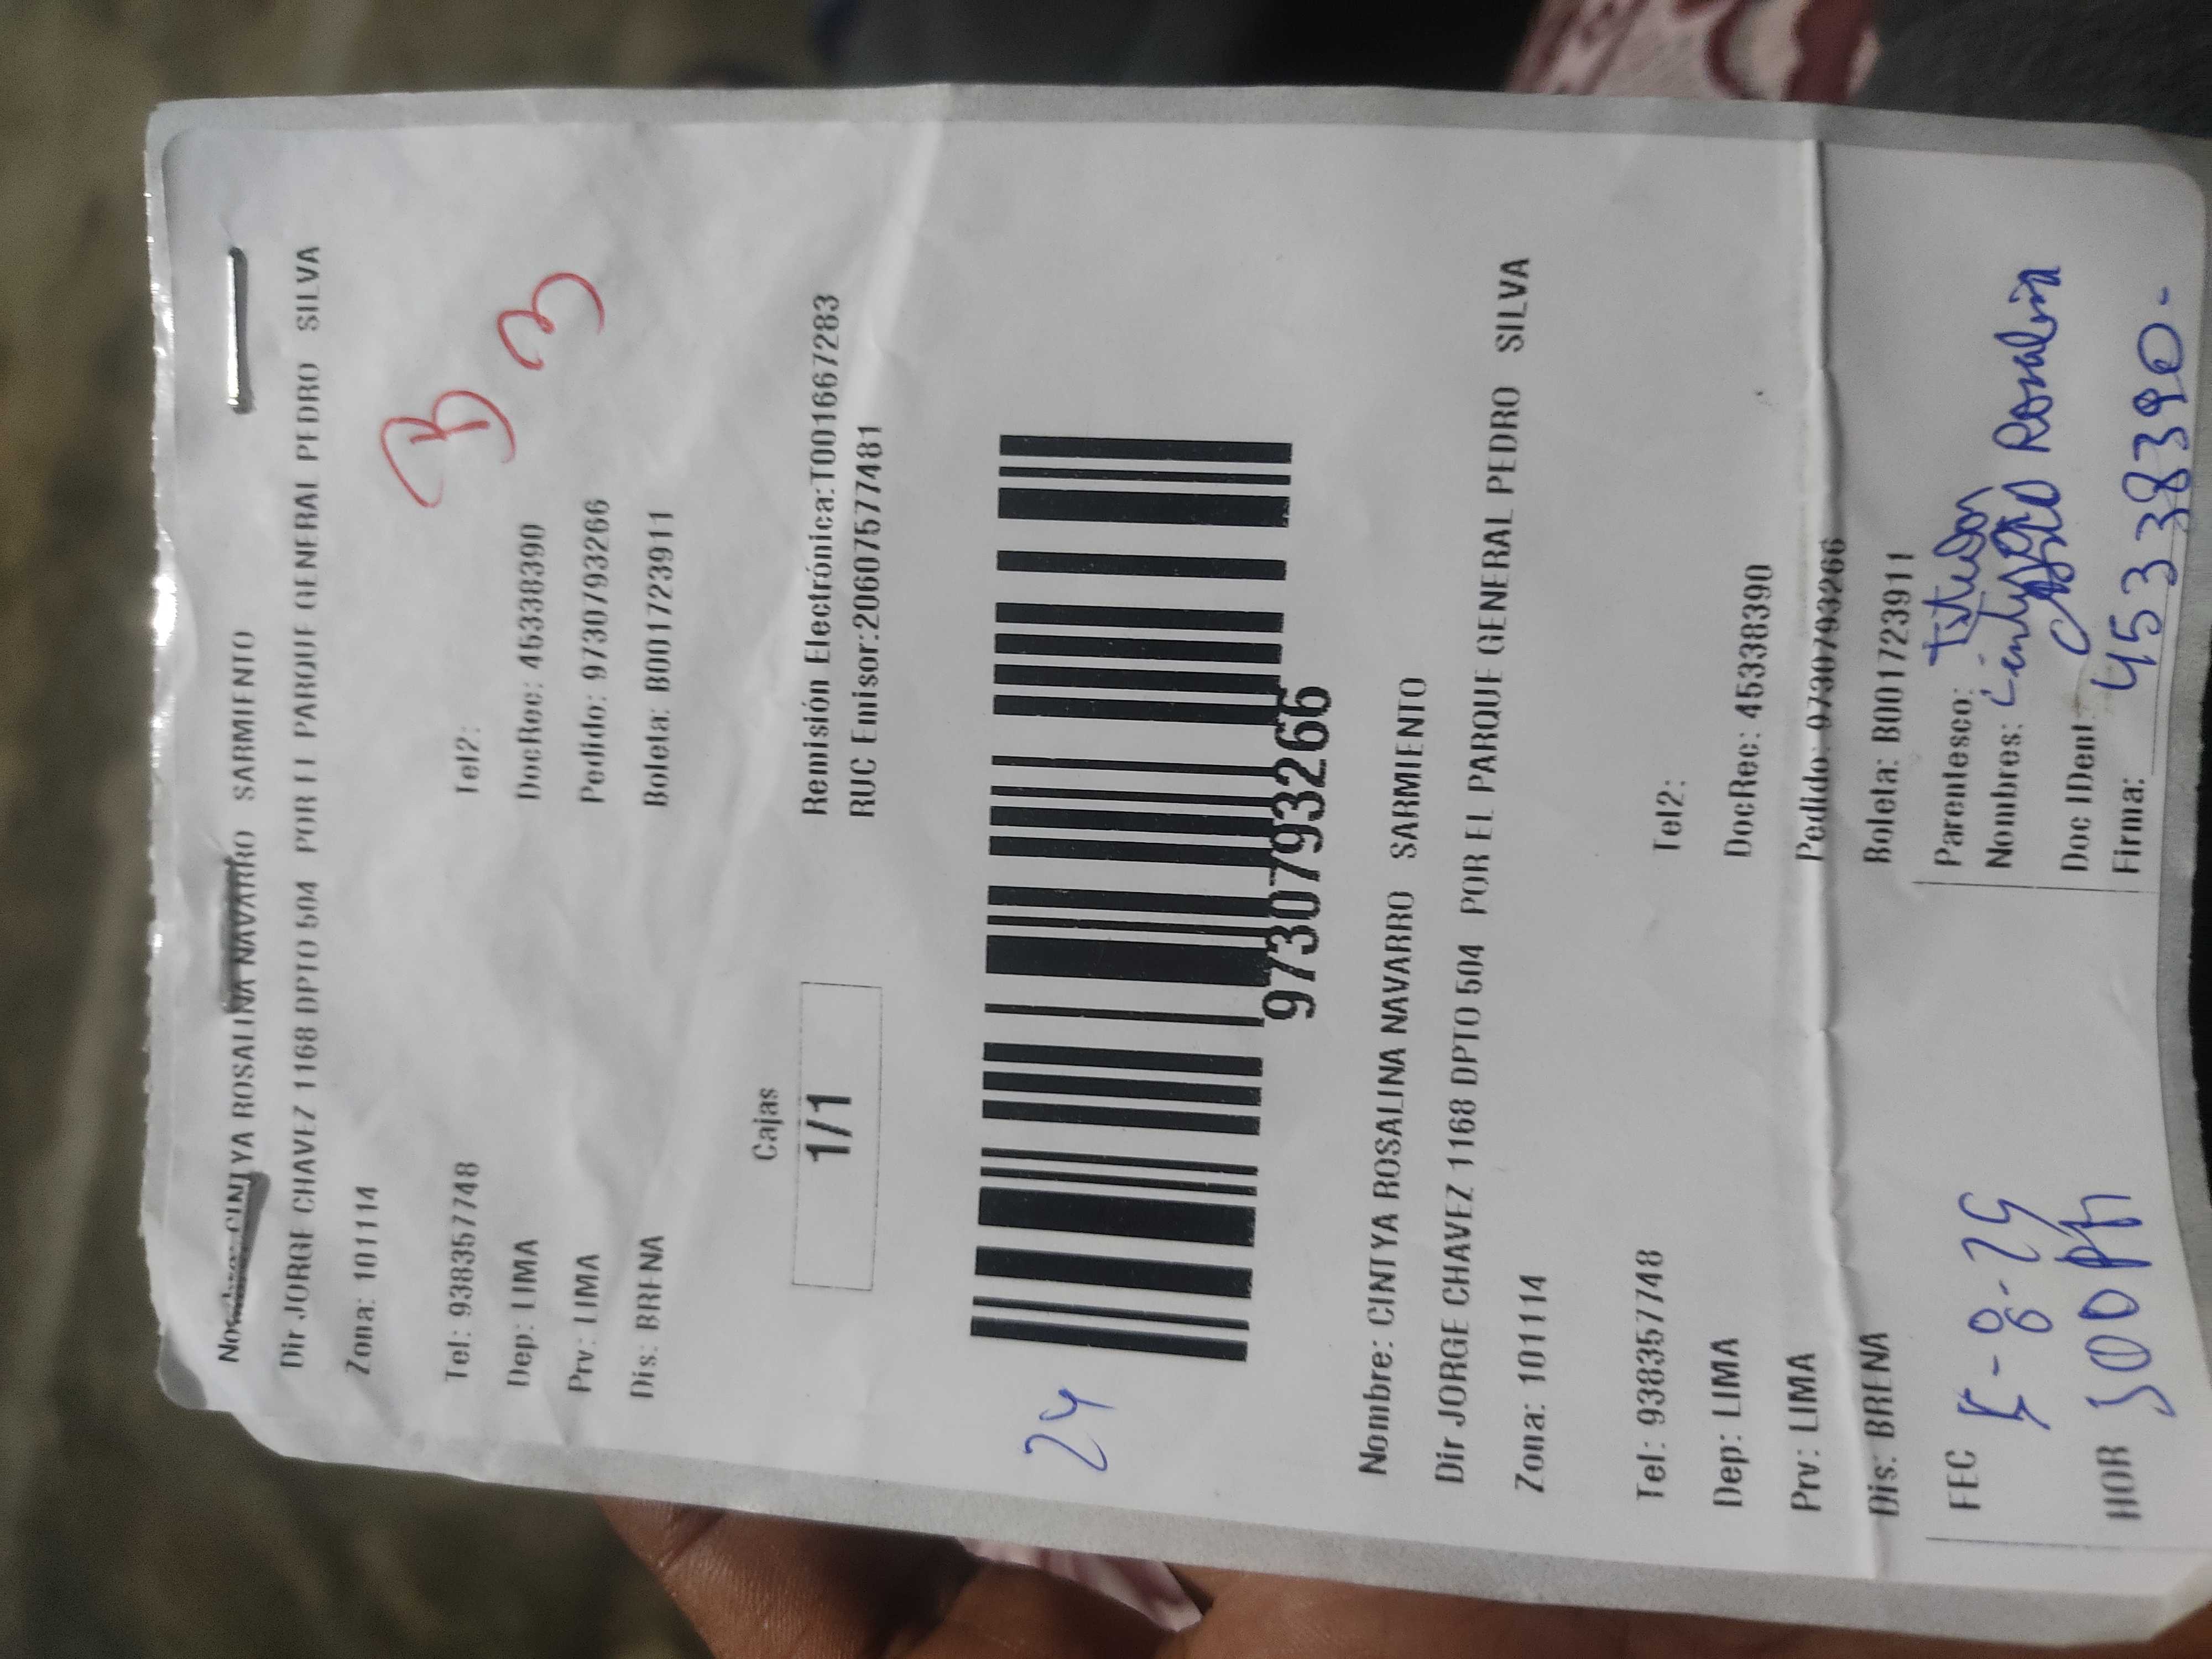 Nombre: CINTYA ROSALINA NAVARRO SARMIENTO
Dir JORGE CHAVEZ 1168 DPTO 504 POR EL PARQUE GENERAL PEDRO SILVA
Zona: 101114
B 3
Tel: 938357748 Tel2:
Dep: LIMA DocRec: 45338390
Prv: LIMA Pedido: 9730793266
Dis: BRENA Boleta: B001723911
Cajas
1/1
Remisión Electrónica:T001667283
RUC Emisor:20607577481
24
9730793266
Nombre: CINTYA ROSALINA NAVARRO SARMIENTO
Dir JORGE CHAVEZ 1168 DPTO 504 POR EL PARQUE GENERAL PEDRO SILVA
Zona: 101114
Tel: 938357748 Tel2:
Dep: LIMA DocRec: 45338390
Prv: LIMA Pedido: 9730793266
Dis: BRENA Boleta: B001723911
FEC Parentesco: titular
Nombres: Rosalina
HOR Doc IDent:
Firma: 45338390-